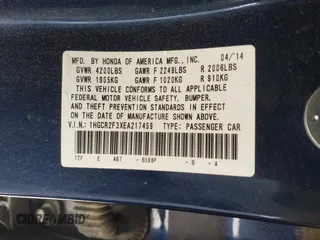 MFD. BY HONDA OF AMERICA MFG., INC. 04/14
GVWR 4200LBS GAWR F 2249LBS R 2006LBS
GVWR 1905KG GAWR F 1020KG R 910KG
THIS VEHICLE CONFORMS TO ALL APPLICABLE
FEDERAL MOTOR VEHICLE SAFETY, BUMPER, AND
THEFT PREVENTION STANDARDS IN EFFECT
ON THE DATE OF MANUFACTURE SHOWN ABOVE.
V.I.N.: 1HGCR2F3XEA217459 TYPE: PASSENGER CAR
T2F E AB7 - B588P - B - A
DREAMBID